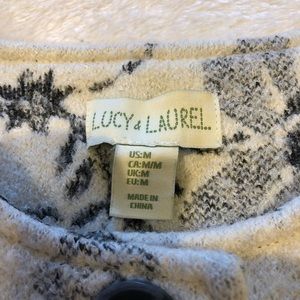 LUCY & LAUREL
US:M
CA:M/M
UK:M
EU:M
MADE IN
CHINA